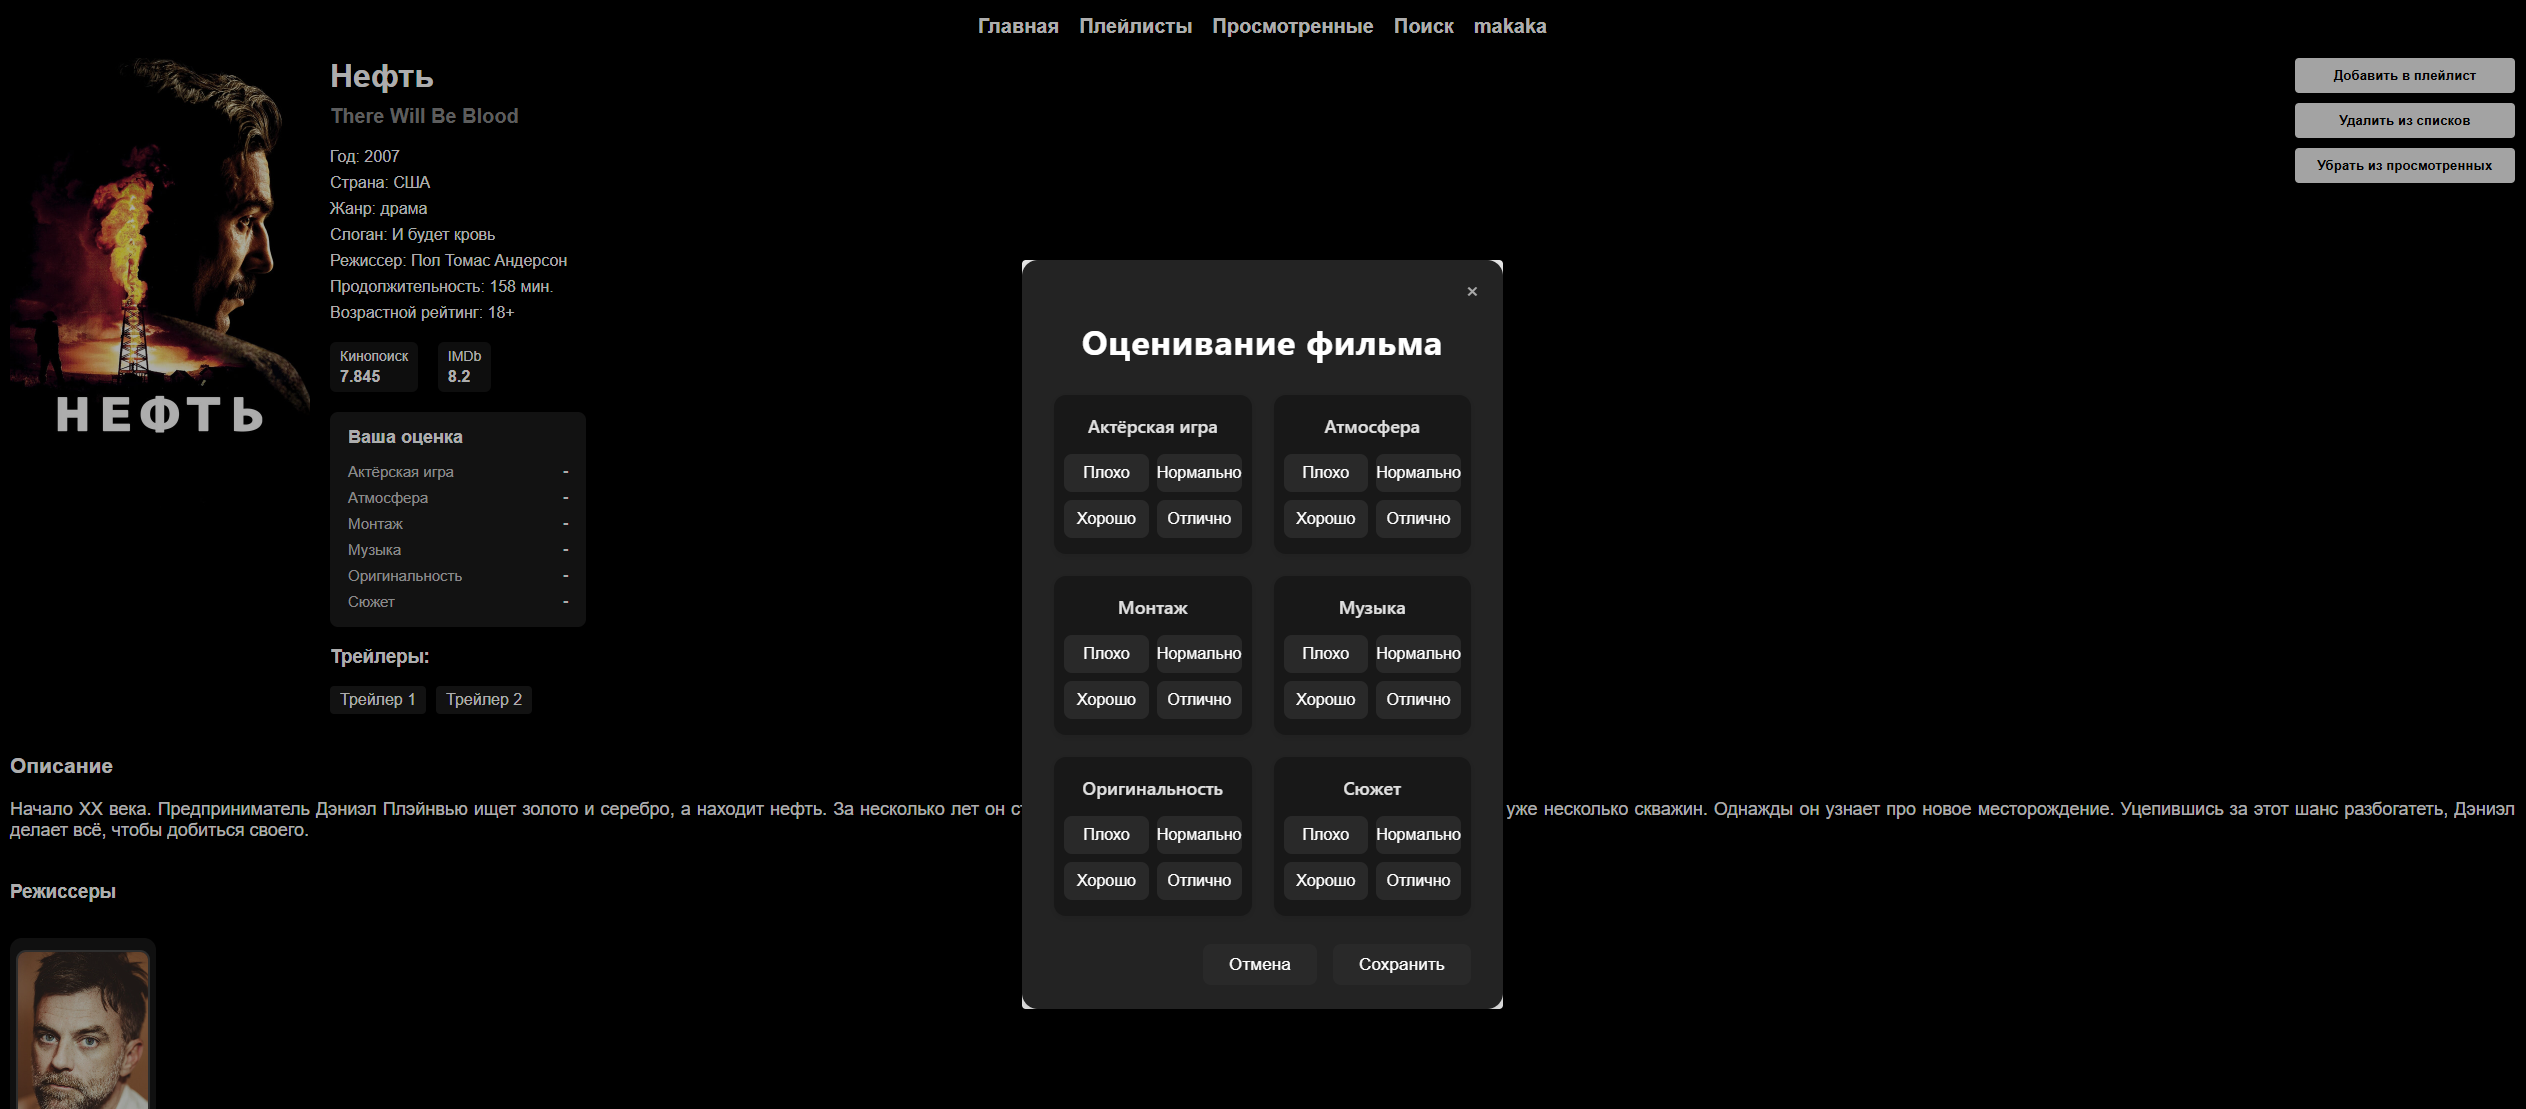 Главная Плейлисты Просмотренные Поиск makaka
Нефть
There Will Be Blood
Год: 2007
Страна: США
Жанр: драма
Слоган: И будет кровь
Режиссер: Пол Томас Андерсон
Продолжительность: 158 мин.
Возрастной рейтинг: 18+
Кинопоиск
7.845
IMDb
8.2
НЕФТЬ
Ваша оценка
Актёрская игра -
Атмосфера -
Монтаж -
Музыка -
Оригинальность -
Сюжет -
Трейлеры:
Трейлер 1 Трейлер 2
Добавить в плейлист
Удалить из списков
Убрать из просмотренных
×
Оценивание фильма
Актёрская игра
Плохо Нормально
Хорошо Отлично
Атмосфера
Плохо Нормально
Хорошо Отлично
Монтаж
Плохо Нормально
Хорошо Отлично
Музыка
Плохо Нормально
Хорошо Отлично
Оригинальность
Плохо Нормально
Хорошо Отлично
Сюжет
Плохо Нормально
Хорошо Отлично
Отмена Сохранить
Описание
Начало XX века. Предприниматель Дэниэл Плэйнвью ищет золото и серебро, а находит нефть. За несколько лет он уже несколько скважин. Однажды он узнает про новое месторождение. Уцепившись за этот шанс разбогатеть, Дэниэл
делает всё, чтобы добиться своего.
Режиссеры